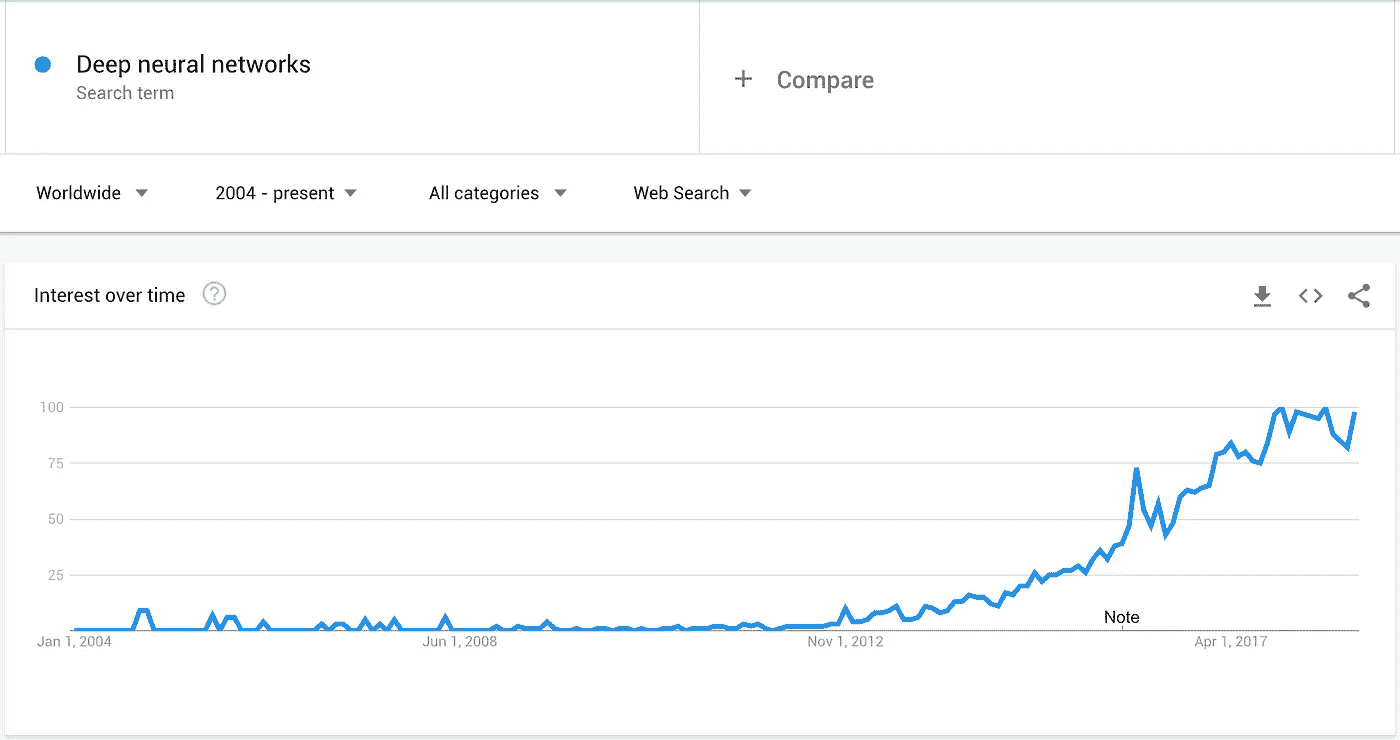 Deep neural networks
Search term
+ Compare
Worldwide
2004 - present
All categories
Web Search
Interest over time ?
100
75
50
25
Note
Jan 1, 2004
Jun 1, 2008
Nov 1, 2012
Apr 1, 2017